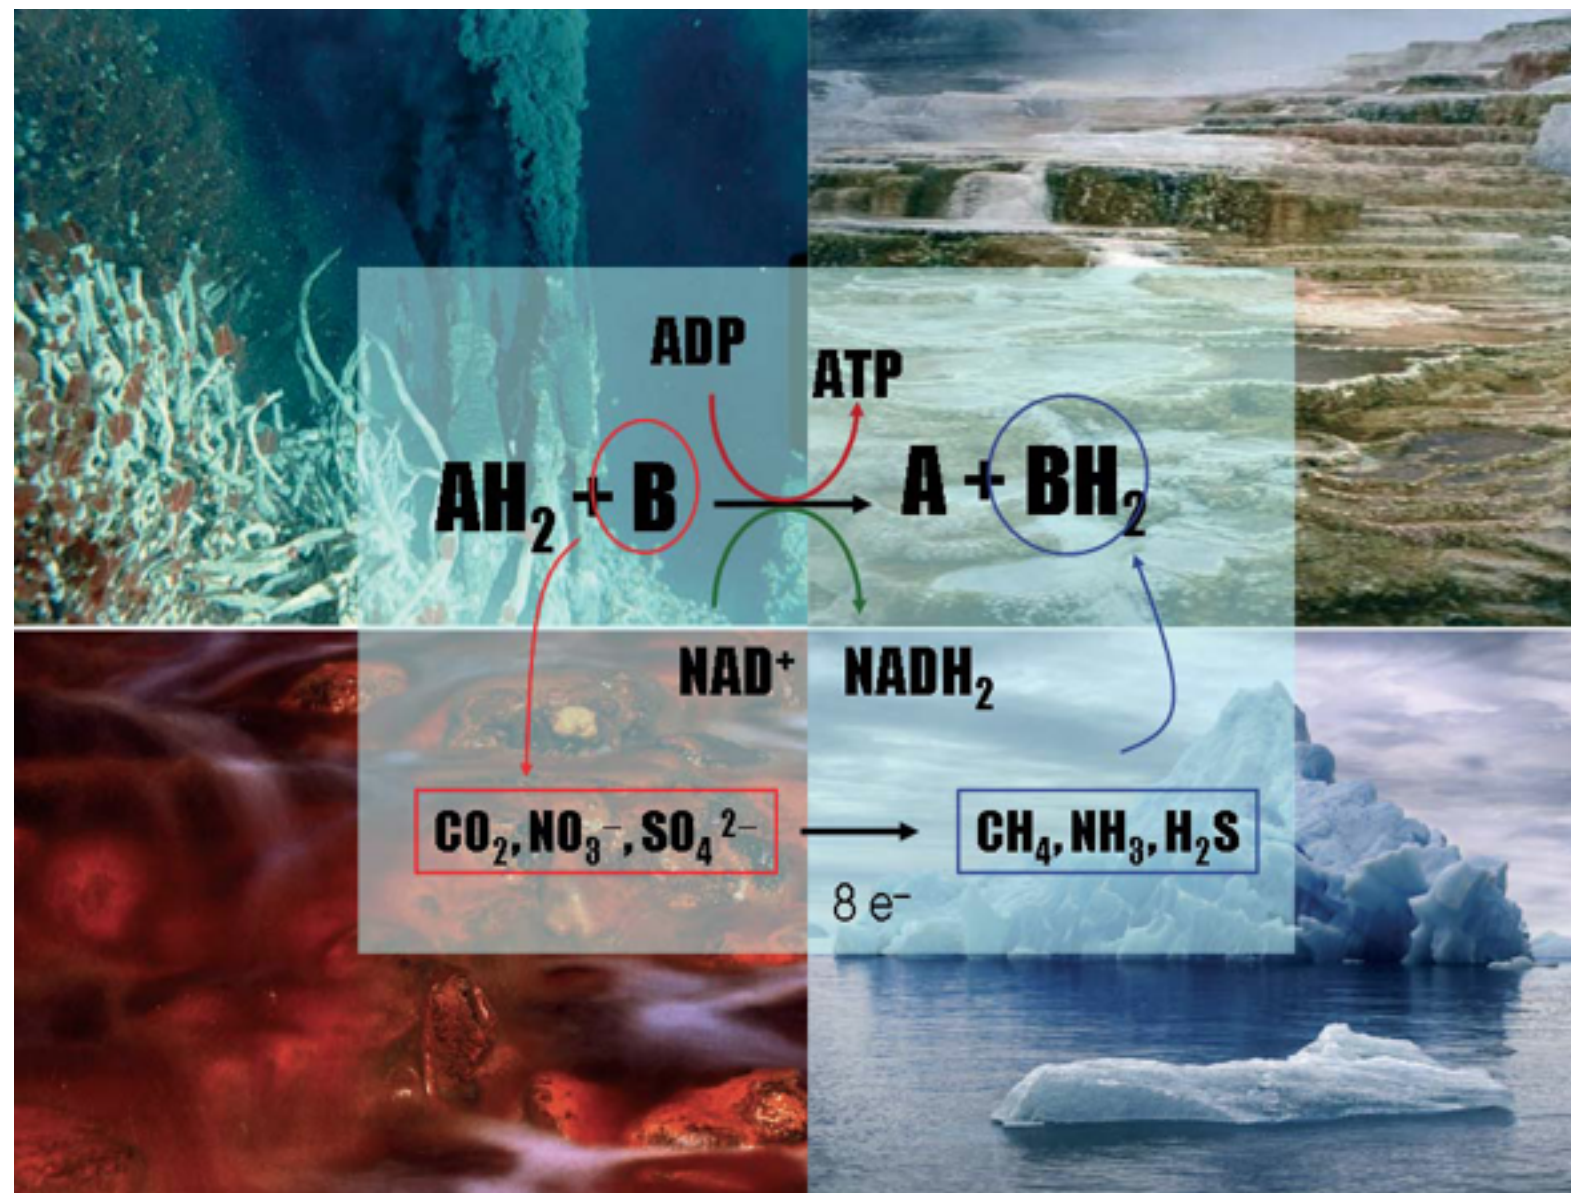 ADP
ATP
AH₂ + B
A + BH₂
NAD⁺ NADH₂
CO₂, NO₃⁻, SO₄²⁻
CH₄, NH₃, H₂S
8 e⁻